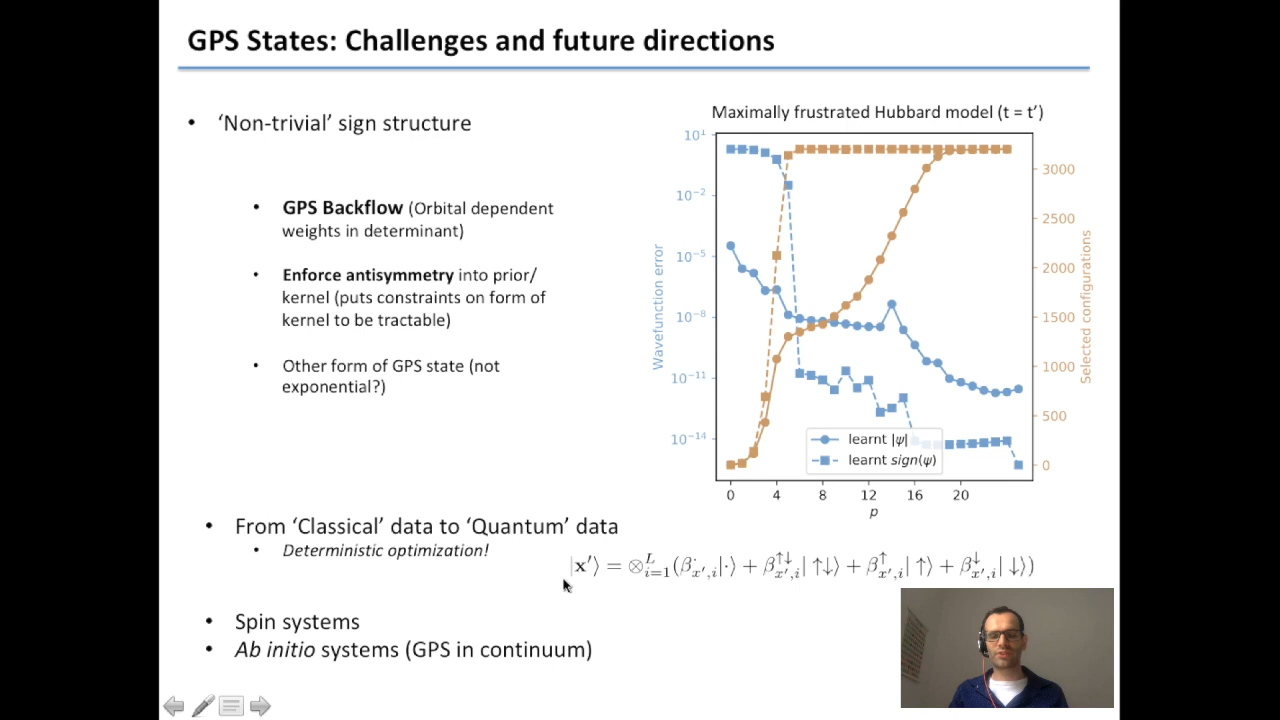 GPS States: Challenges and future directions
• ‘Non-trivial’ sign structure
• GPS Backflow (Orbital dependent
weights in determinant)
• Enforce antisymmetry into prior/
kernel (puts constraints on form of
kernel to be tractable)
• Other form of GPS state (not
exponential?)
Maximally frustrated Hubbard model (t = t’)
10¹
10⁻²
10⁻⁵
10⁻⁸
10⁻¹¹
10⁻¹⁴
Wavefunction error
3000
2500
2000
1500
1000
500
0
Selected configurations
learnt |ψ|
learnt sign(ψ)
0 4 8 12 16 20
p
• From ‘Classical’ data to ‘Quantum’ data
• Deterministic optimization!
|x′⟩ = ⊗ᴸᵢ₌₁(β˙ₓ′,ᵢ|·⟩ + β↑↓ₓ′,ᵢ| ↑↓⟩ + β↑ₓ′,ᵢ| ↑⟩ + β↓ₓ′,ᵢ| ↓⟩)
• Spin systems
• Ab initio systems (GPS in continuum)